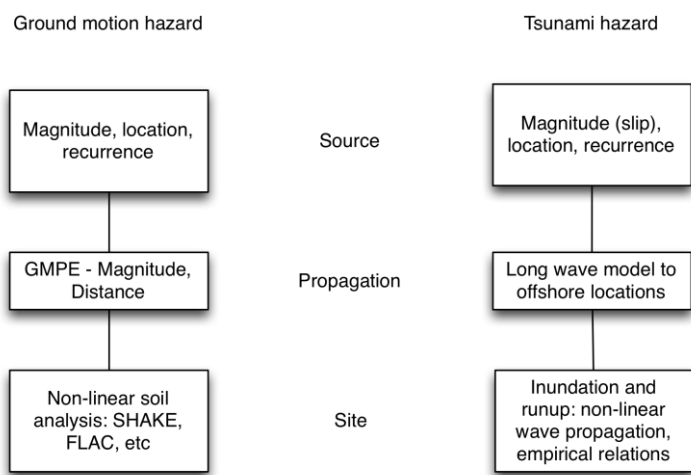 Ground motion hazard
Tsunami hazard
Magnitude, location,
recurrence
Source
Magnitude (slip),
location, recurrence
GMPE - Magnitude,
Distance
Propagation
Long wave model to
offshore locations
Non-linear soil
analysis: SHAKE,
FLAC, etc
Site
Inundation and
runup: non-linear
wave propagation,
empirical relations